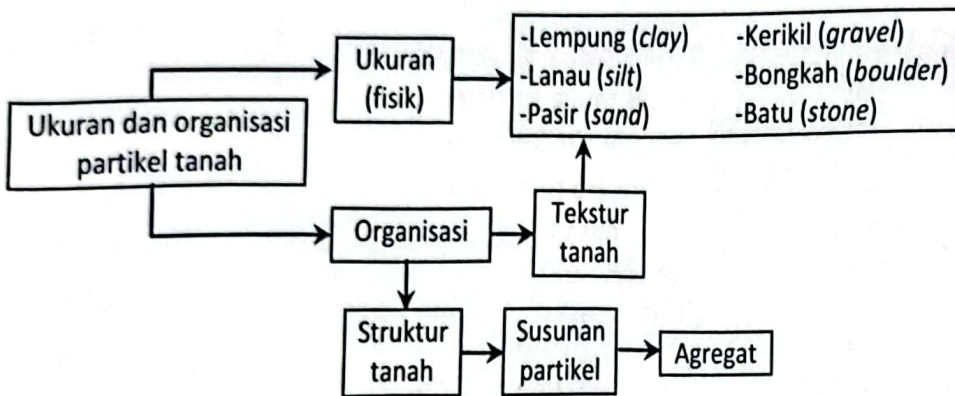 Ukuran dan organisasi
partikel tanah
Ukuran
(fisik)
-Lempung (clay)
-Lanau (silt)
-Pasir (sand)
-Kerikil (gravel)
-Bongkah (boulder)
-Batu (stone)
Organisasi
Tekstur
tanah
Struktur
tanah
Susunan
partikel
Agregat